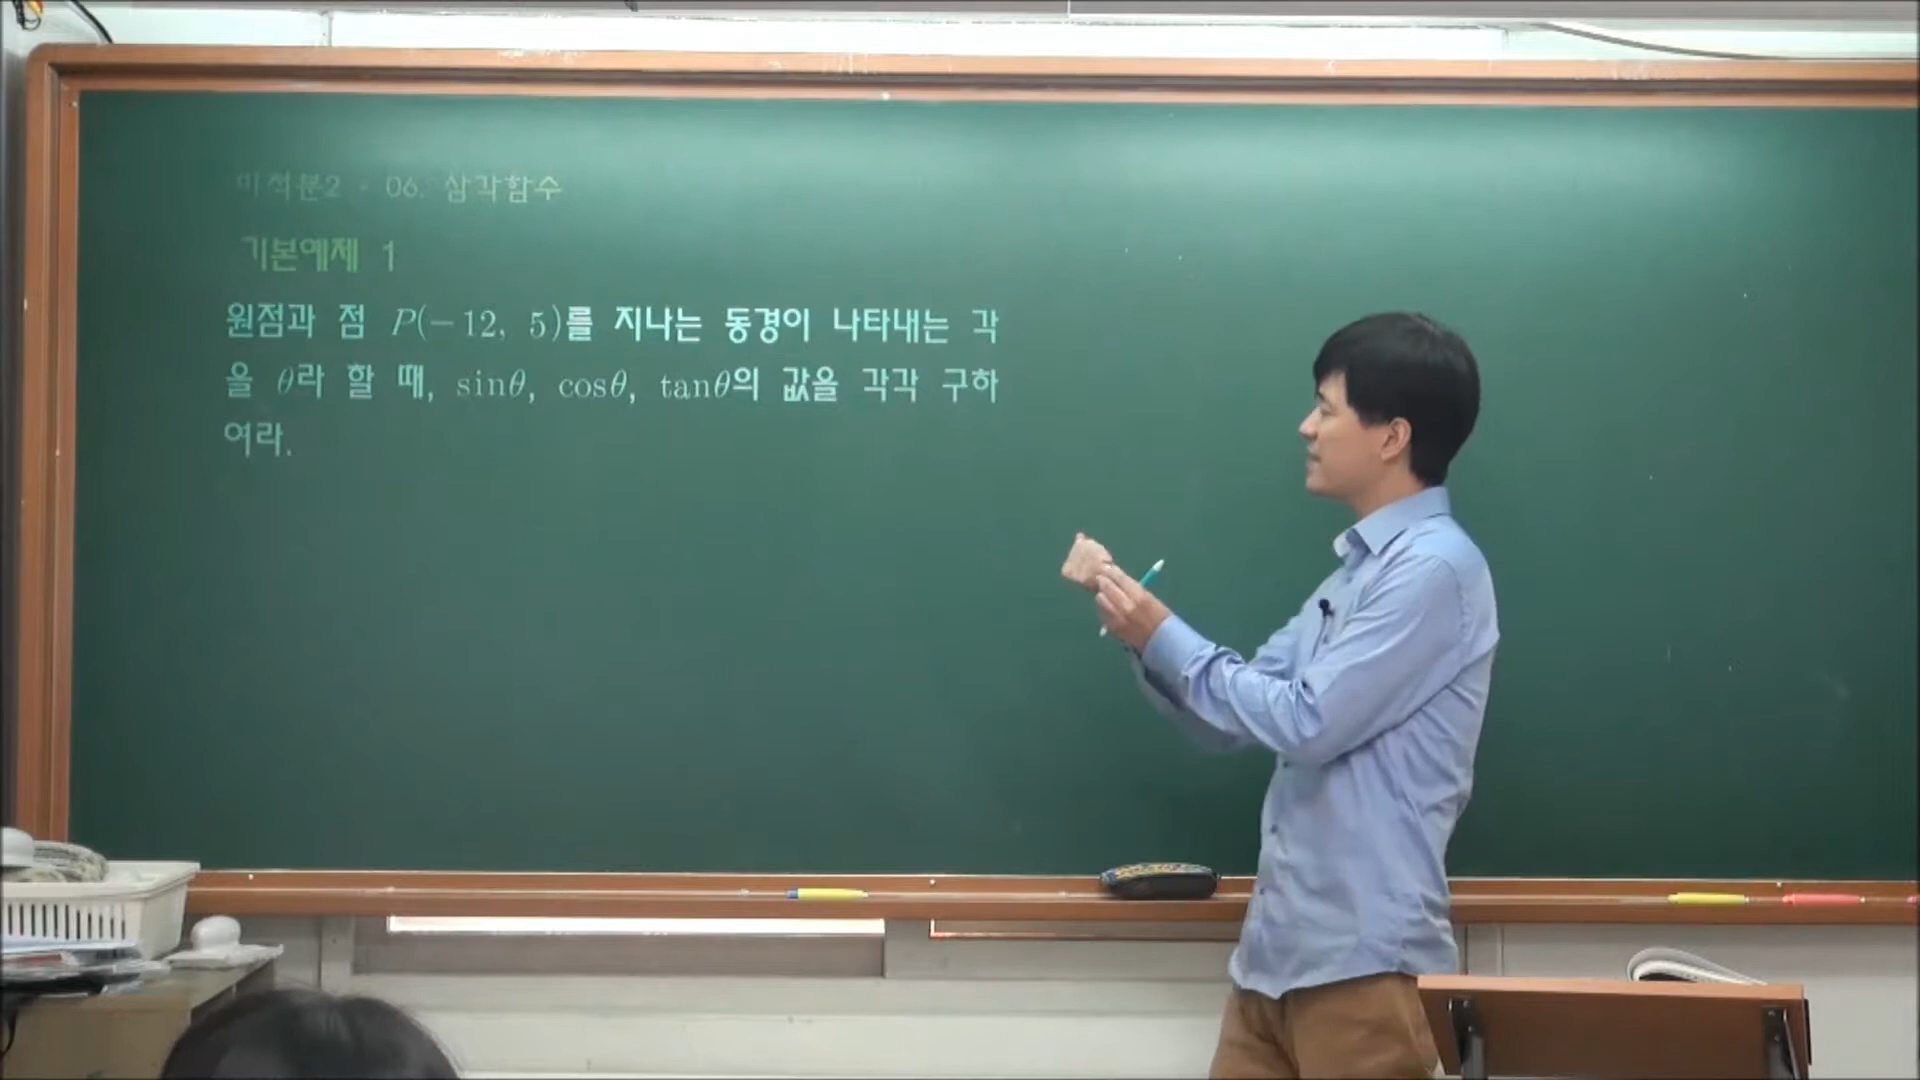 미적분2 - 06. 삼각함수
기본예제 1
원점과 점 P(−12, 5)를 지나는 동경이 나타내는 각
을 θ라 할 때, sinθ, cosθ, tanθ의 값을 각각 구하
여라.